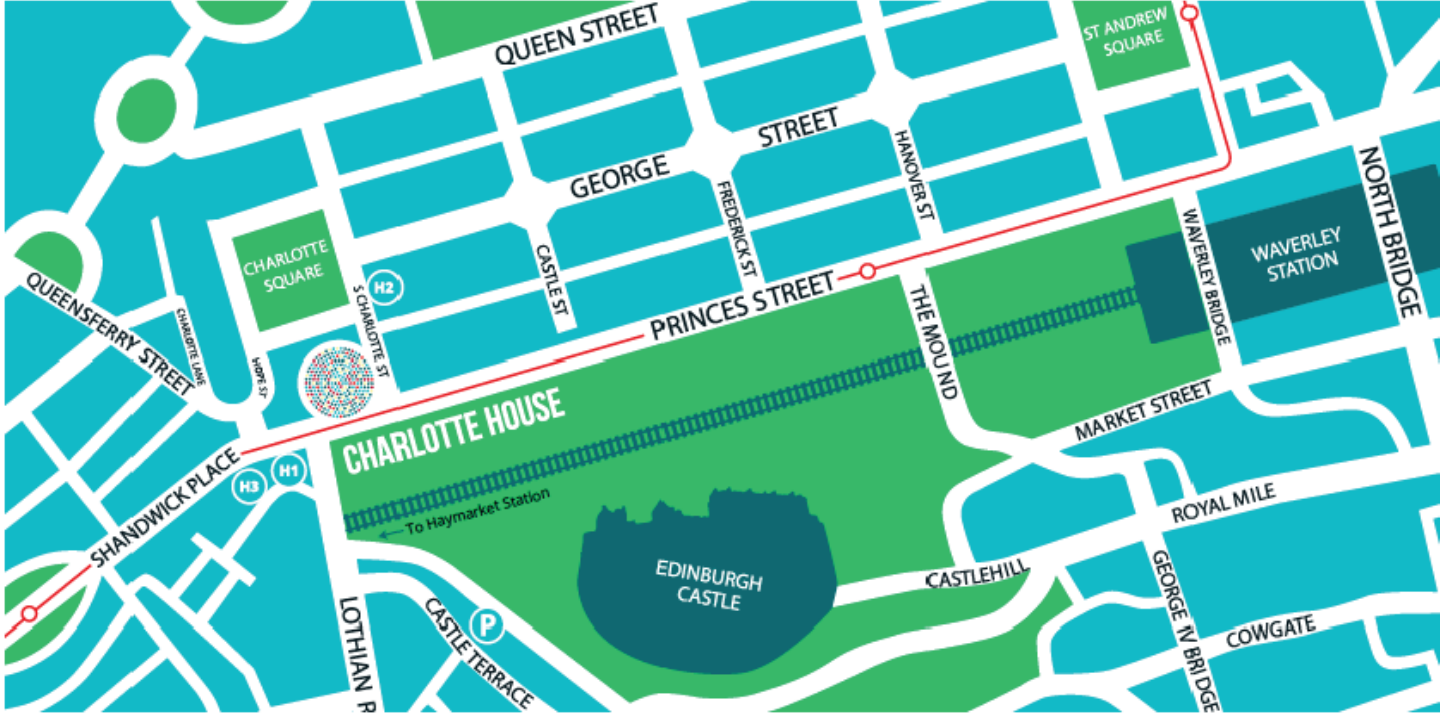 QUEEN STREET
ST ANDREW
SQUARE
GEORGE STREET
HANOVER ST
FREDERICK ST
CASTLE ST
NORTH BRIDGE
WAVERLEY
STATION
WAVERLEY BRIDGE
CHARLOTTE
SQUARE
H2
S CHARLOTTE ST
QUEENSFERRY STREET
CHARLOTTE LANE
HOPE ST
PRINCES STREET
THE MOUND
CHARLOTTE HOUSE
MARKET STREET
SHANDWICK PLACE
H3
H1
To Haymarket Station
ROYAL MILE
EDINBURGH
CASTLE
CASTLEHILL
GEORGE IV BRIDGE
COWGATE
LOTHIAN R
CASTLE TERRACE
P